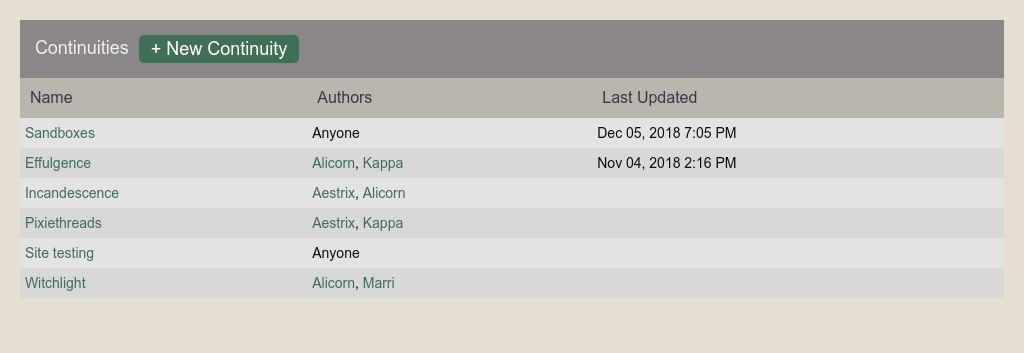 Continuities + New Continuity
Name Authors Last Updated
Sandboxes Anyone Dec 05, 2018 7:05 PM
Effulgence Alicorn, Kappa Nov 04, 2018 2:16 PM
Incandescence Aestrix, Alicorn
Pixiethreads Aestrix, Kappa
Site testing Anyone
Witchlight Alicorn, Marri